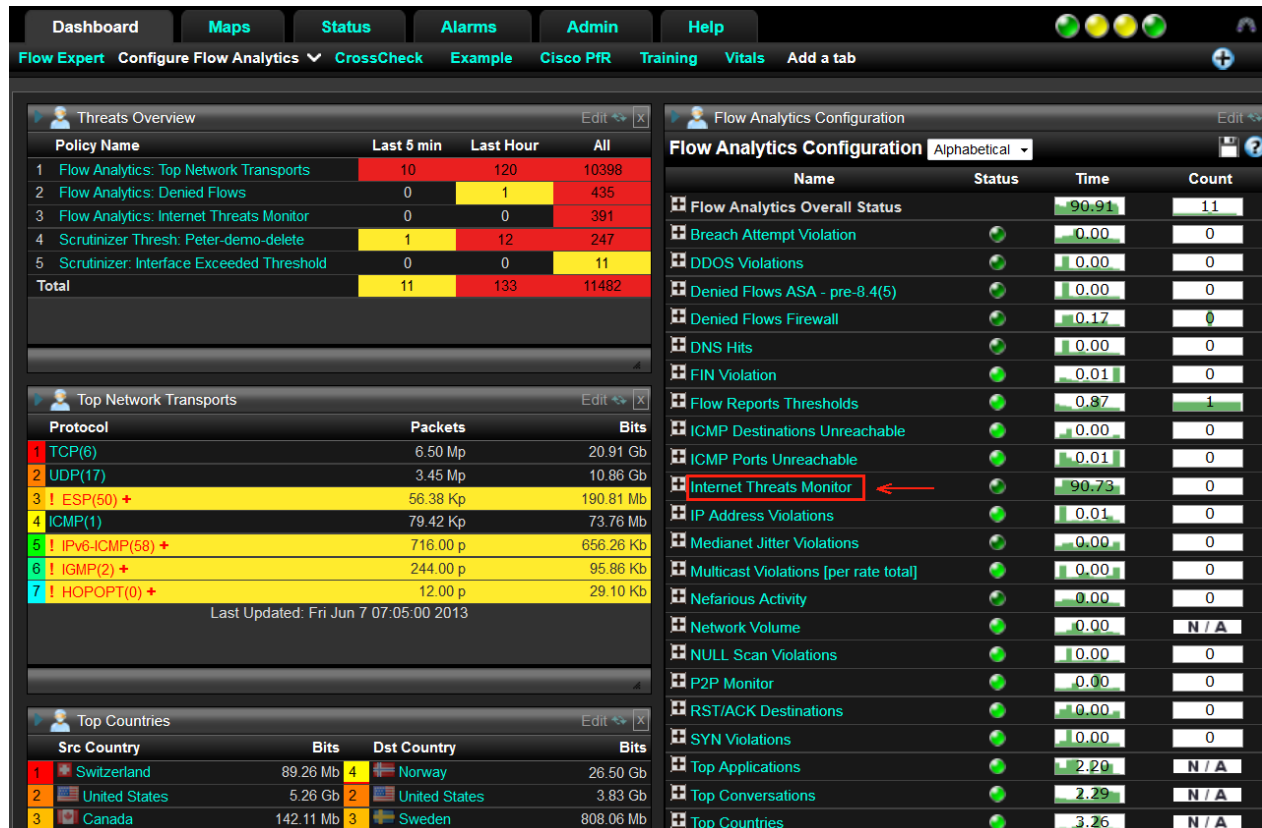 Dashboard Maps Status Alarms Admin Help
Flow Expert Configure Flow Analytics CrossCheck Example Cisco PfR Training Vitals Add a tab
Threats Overview Edit X
Policy Name Last 5 min Last Hour All
1 Flow Analytics: Top Network Transports 10 120 10398
2 Flow Analytics: Denied Flows 0 1 435
3 Flow Analytics: Internet Threats Monitor 0 0 391
4 Scrutinizer Thresh: Peter-demo-delete 1 12 247
5 Scrutinizer: Interface Exceeded Threshold 0 0 11
Total 11 133 11482
Top Network Transports Edit X
Protocol Packets Bits
1 TCP(6) 6.50 Mp 20.91 Gb
2 UDP(17) 3.45 Mp 10.86 Gb
3 ! ESP(50) + 56.38 Kp 190.81 Mb
4 ICMP(1) 79.42 Kp 73.76 Mb
5 ! IPv6-ICMP(58) + 716.00 p 656.26 Kb
6 ! IGMP(2) + 244.00 p 95.86 Kb
7 ! HOPOPT(0) + 12.00 p 29.10 Kb
Last Updated: Fri Jun 7 07:05:00 2013
Top Countries Edit X
Src Country Bits Dst Country Bits
1 Switzerland 89.26 Mb 4 Norway 26.50 Gb
2 United States 5.26 Gb 2 United States 3.83 Gb
3 Canada 142.11 Mb 3 Sweden 808.06 Mb
Flow Analytics Configuration Edit
Flow Analytics Configuration Alphabetical ?
Name Status Time Count
Flow Analytics Overall Status 90.91 11
Breach Attempt Violation 0.00 0
DDOS Violations 0.00 0
Denied Flows ASA - pre-8.4(5) 0.00 0
Denied Flows Firewall 0.17 0
DNS Hits 0.00 0
FIN Violation 0.01 0
Flow Reports Thresholds 0.87 1
ICMP Destinations Unreachable 0.00 0
ICMP Ports Unreachable 0.01 0
Internet Threats Monitor 90.73 0
IP Address Violations 0.01 0
Medianet Jitter Violations 0.00 0
Multicast Violations [per rate total] 0.00 0
Nefarious Activity 0.00 0
Network Volume 0.00 N / A
NULL Scan Violations 0.00 0
P2P Monitor 0.00 0
RST/ACK Destinations 0.00 0
SYN Violations 0.00 0
Top Applications 2.20 N / A
Top Conversations 2.29 N / A
Top Countries 3.26 N / A